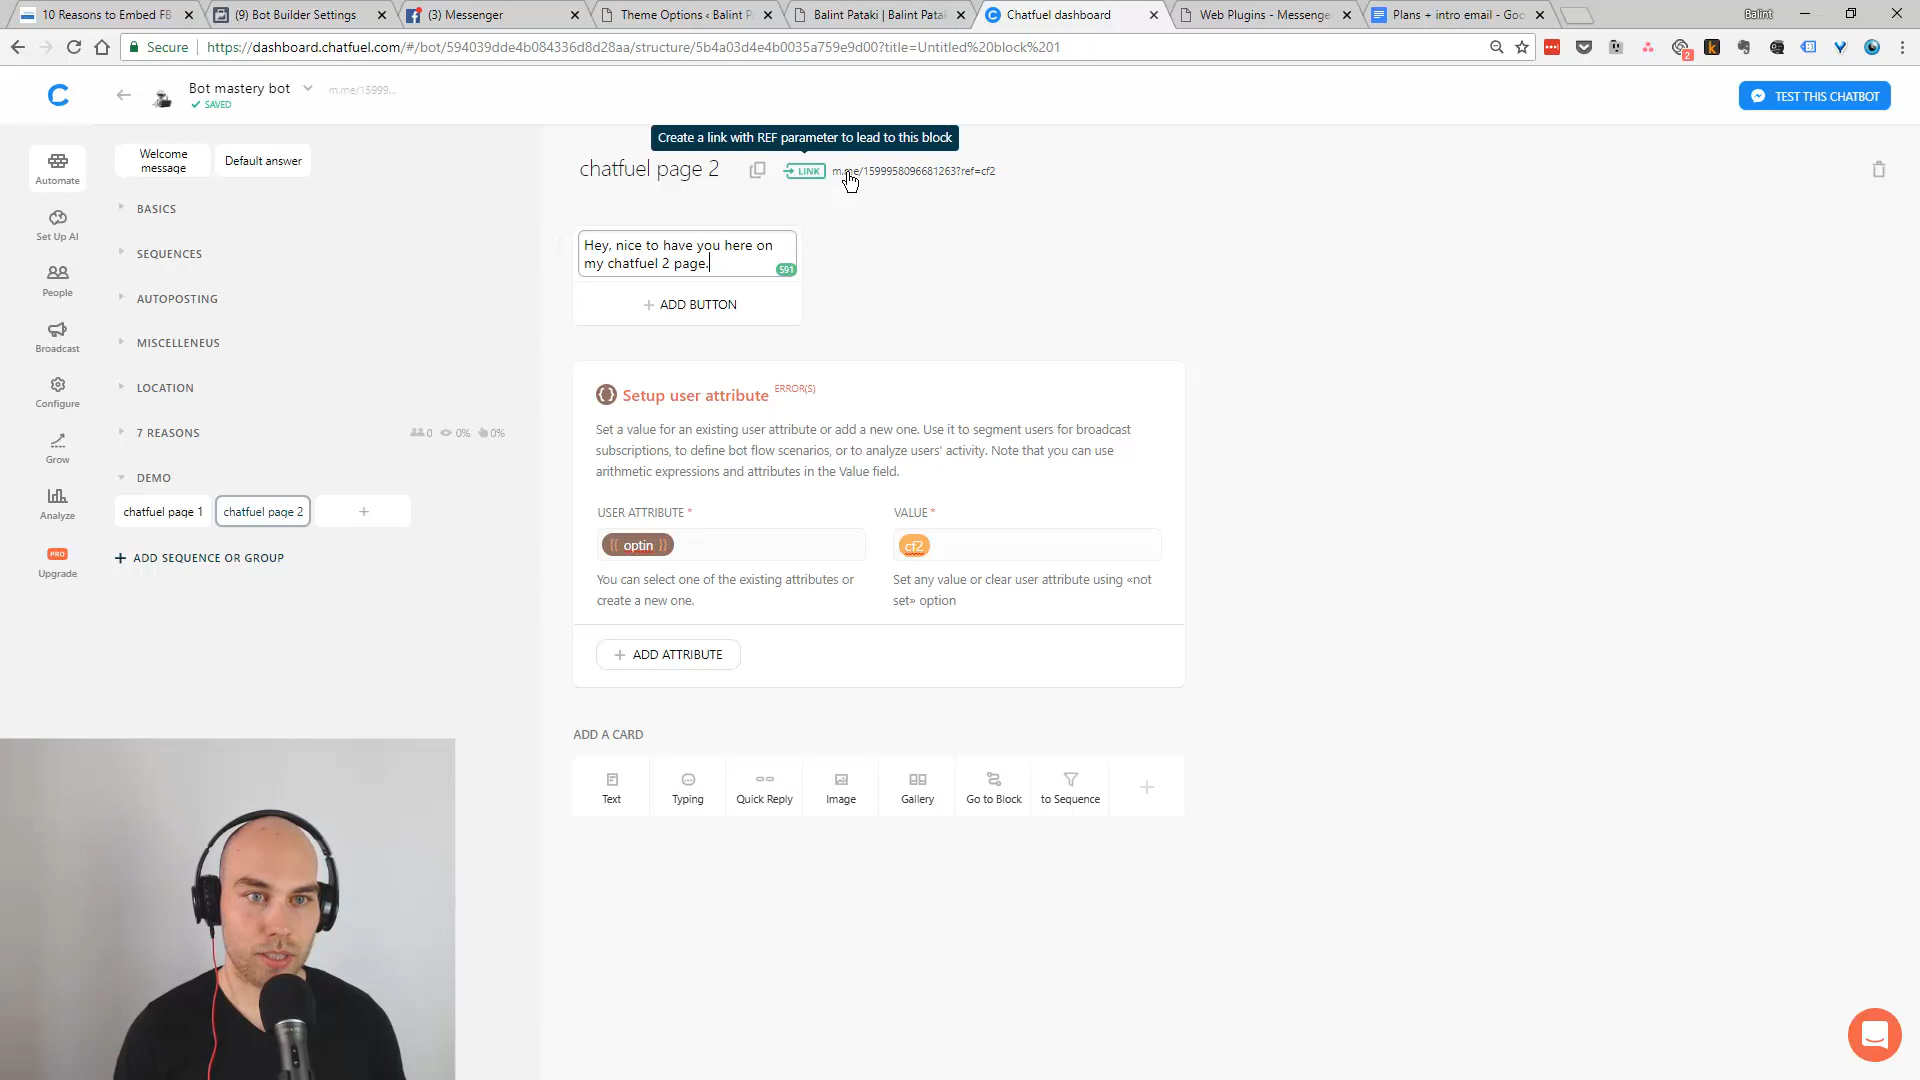 10 Reasons to Embed FB
(9) Bot Builder Settings
(3) Messenger
Theme Options ‹ Balint P
Balint Pataki | Balint Patak
Chatfuel dashboard
Web Plugins - Messenge
Plans + intro email - Goo
Balint
Secure
https://dashboard.chatfuel.com/#/bot/594039dde4b084336d8d28aa/structure/5b4a03d4e4b0035a759e9d00?title=Untitled%20block%201
2
Bot mastery bot
m.me/15999...
SAVED
TEST THIS CHATBOT
Create a link with REF parameter to lead to this block
chatfuel page 2
LINK
m.me/1599958096681263?ref=cf2
Automate
Set Up AI
People
Broadcast
Configure
Grow
Analyze
PRO
Upgrade
Welcome
message
Default answer
BASICS
SEQUENCES
AUTOPOSTING
MISCELLENEUS
LOCATION
7 REASONS
0
0%
0%
DEMO
chatfuel page 1
chatfuel page 2
ADD SEQUENCE OR GROUP
Hey, nice to have you here on
my chatfuel 2 page.
591
ADD BUTTON
Setup user attribute
ERROR(S)
Set a value for an existing user attribute or add a new one. Use it to segment users for broadcast
subscriptions, to define bot flow scenarios, or to analyze users' activity. Note that you can use
arithmetic expressions and attributes in the Value field.
USER ATTRIBUTE *
VALUE *
{{ optin }}
cf2
You can select one of the existing attributes or
create a new one.
Set any value or clear user attribute using «not
set» option
ADD ATTRIBUTE
ADD A CARD
Text
Typing
Quick Reply
Image
Gallery
Go to Block
to Sequence